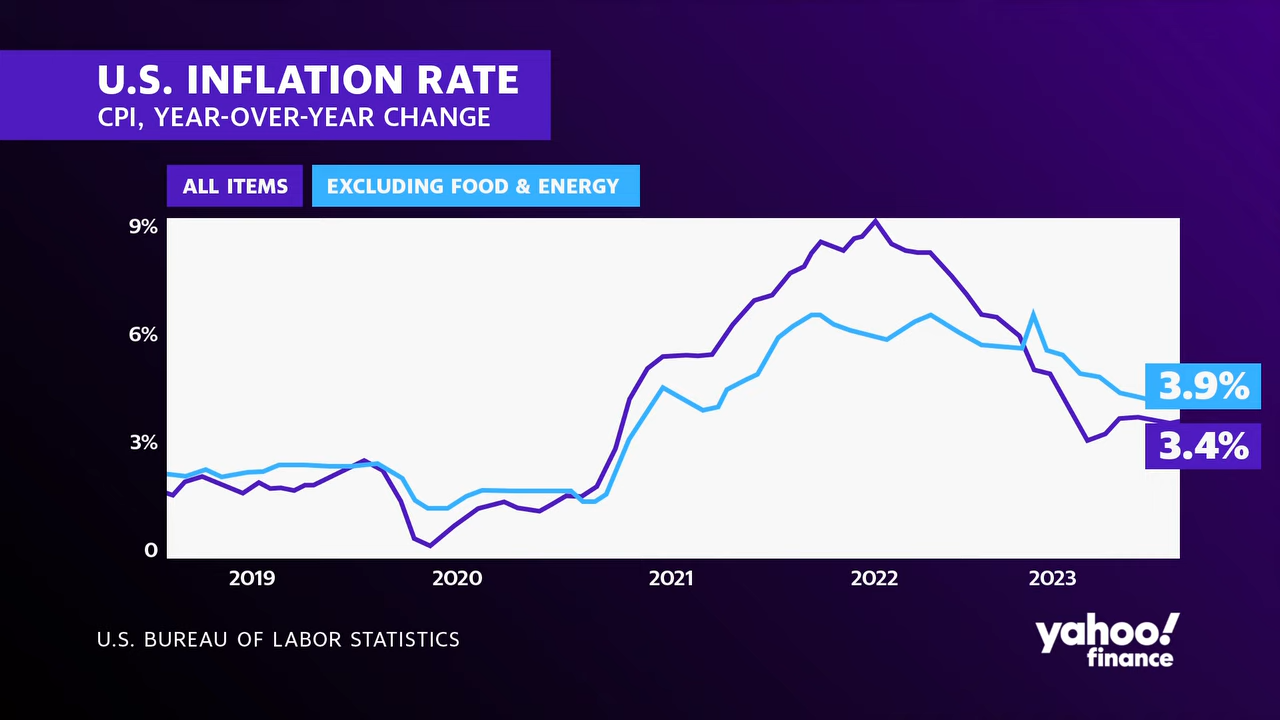 U.S. INFLATION RATE
CPI, YEAR-OVER-YEAR CHANGE
ALL ITEMS
EXCLUDING FOOD & ENERGY
9%
6%
3%
0
3.9%
3.4%
2019
2020
2021
2022
2023
U.S. BUREAU OF LABOR STATISTICS
yahoo!
finance